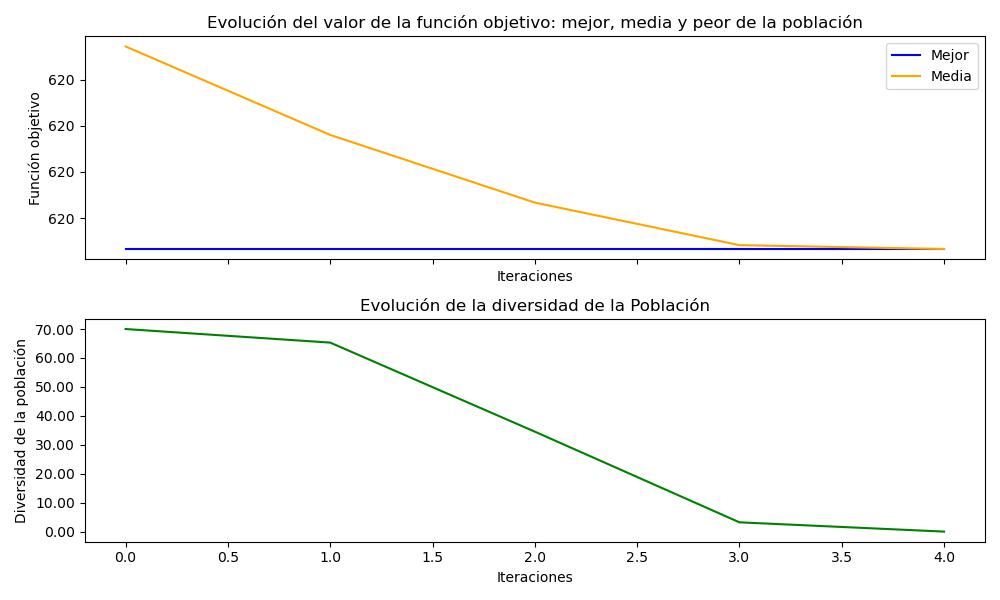 Evolución del valor de la función objetivo: mejor, media y peor de la población
Mejor
Media
620
620
620
620
Función objetivo
Iteraciones
Evolución de la diversidad de la Población
70.00
60.00
50.00
40.00
30.00
20.00
10.00
0.00
Diversidad de la población
0.0 0.5 1.0 1.5 2.0 2.5 3.0 3.5 4.0
Iteraciones